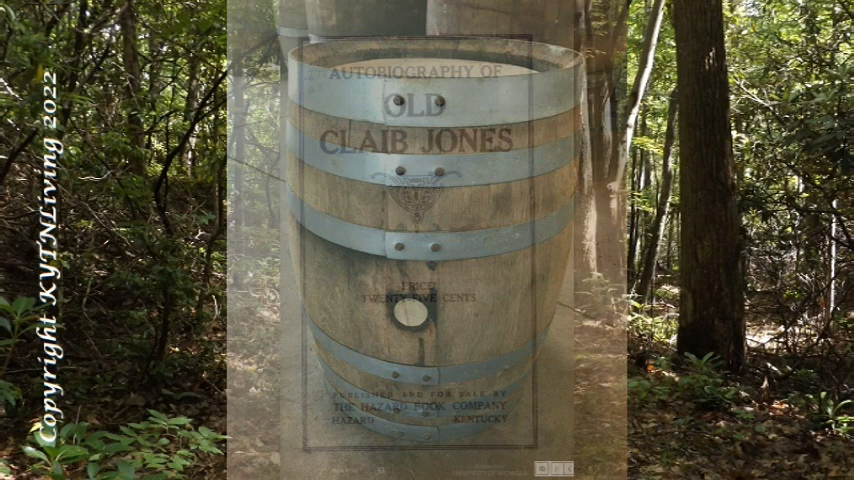 Copyright KYTNLiving 2022
AUTOBIOGRAPHY OF
OLD
CLAIB JONES
PRICE
TWENTY-FIVE CENTS
PUBLISHED AND FOR SALE BY
THE HAZARD BOOK COMPANY
HAZARD KENTUCKY